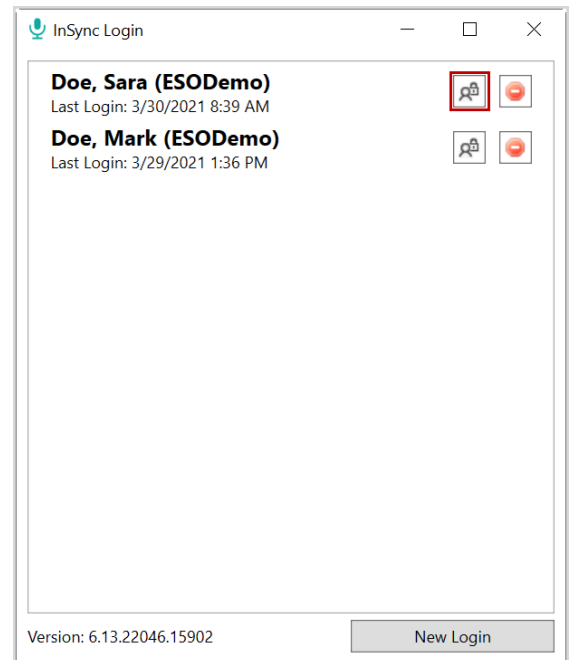 InSync Login
Doe, Sara (ESODemo)
Last Login: 3/30/2021 8:39 AM
Doe, Mark (ESODemo)
Last Login: 3/29/2021 1:36 PM
Version: 6.13.22046.15902
New Login